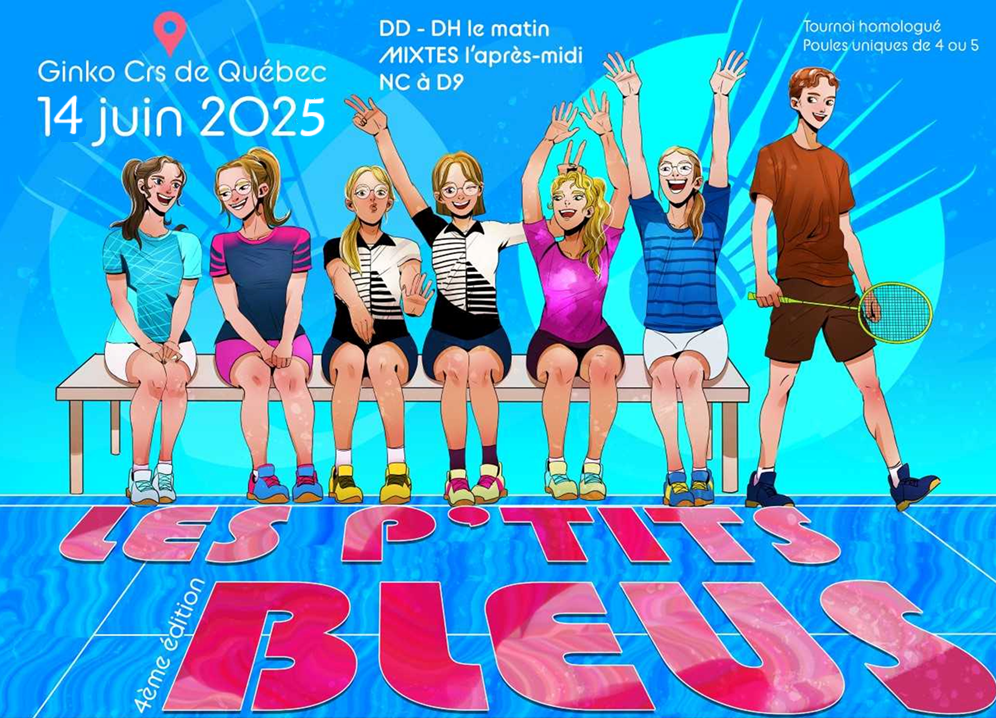 Ginko Crs de Québec
14 juin 2025
DD - DH le matin
MIXTES l'après-midi
NC à D9
Tournoi homologué
Poules uniques de 4 ou 5
LES P'TITS
BLEUS
4ème édition